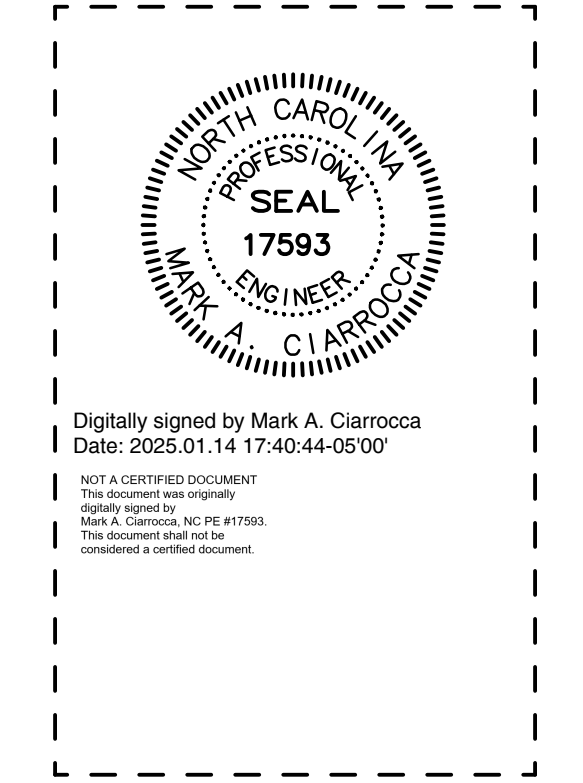 NORTH CAROLINA
PROFESSIONAL
SEAL
17593
ENGINEER
MARK A. CIARROCCA
Digitally signed by Mark A. Ciarrocca
Date: 2025.01.14 17:40:44-05'00'
NOT A CERTIFIED DOCUMENT
This document was originally
digitally signed by
Mark A. Ciarrocca, NC PE #17593.
This document shall not be
considered a certified document.